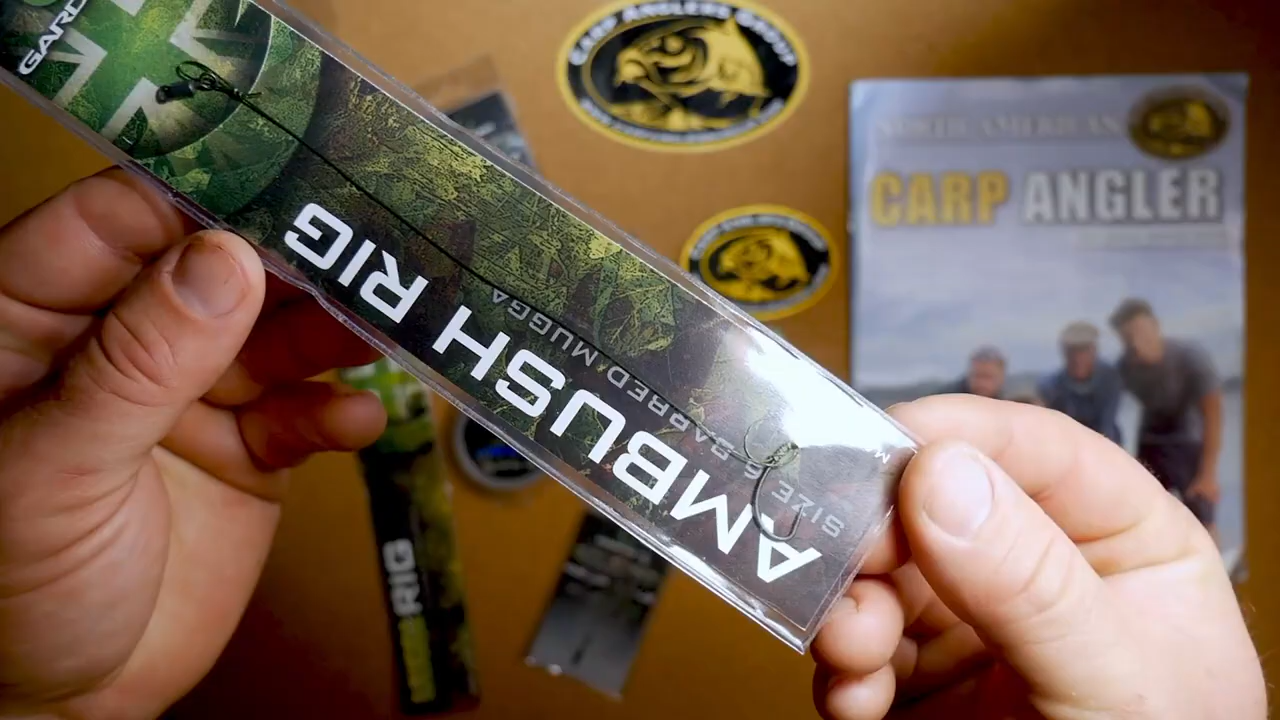 GARD
AMBUSH RIG
SIZE 6 BARBED MUGGA
CARP ANGLERS GROUP
NORTH AMERICAN
CARP ANGLER
RIG